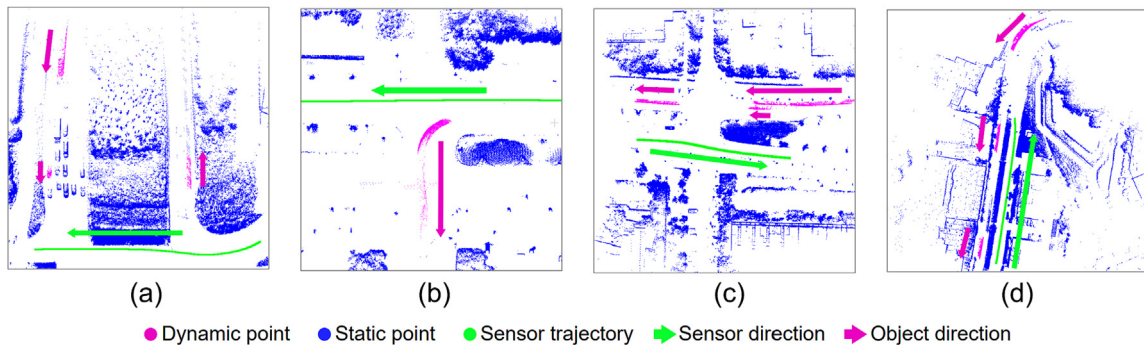 (a) (b) (c) (d)
Dynamic point Static point Sensor trajectory Sensor direction Object direction